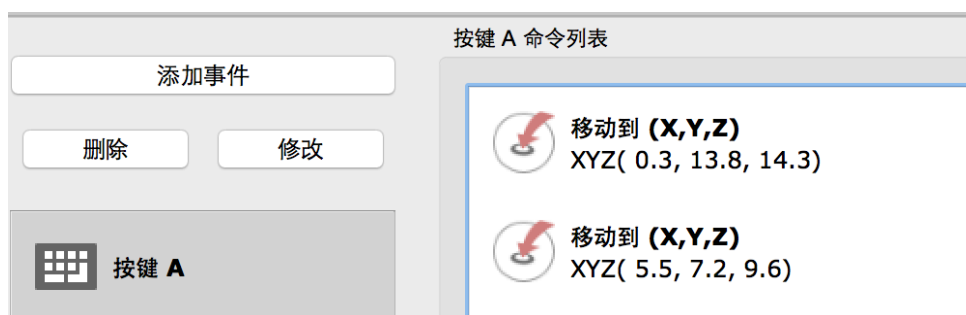 按键 A 命令列表
添加事件
删除
修改
按键 A
移动到 (X,Y,Z)
XYZ( 0.3, 13.8, 14.3)
移动到 (X,Y,Z)
XYZ( 5.5, 7.2, 9.6)